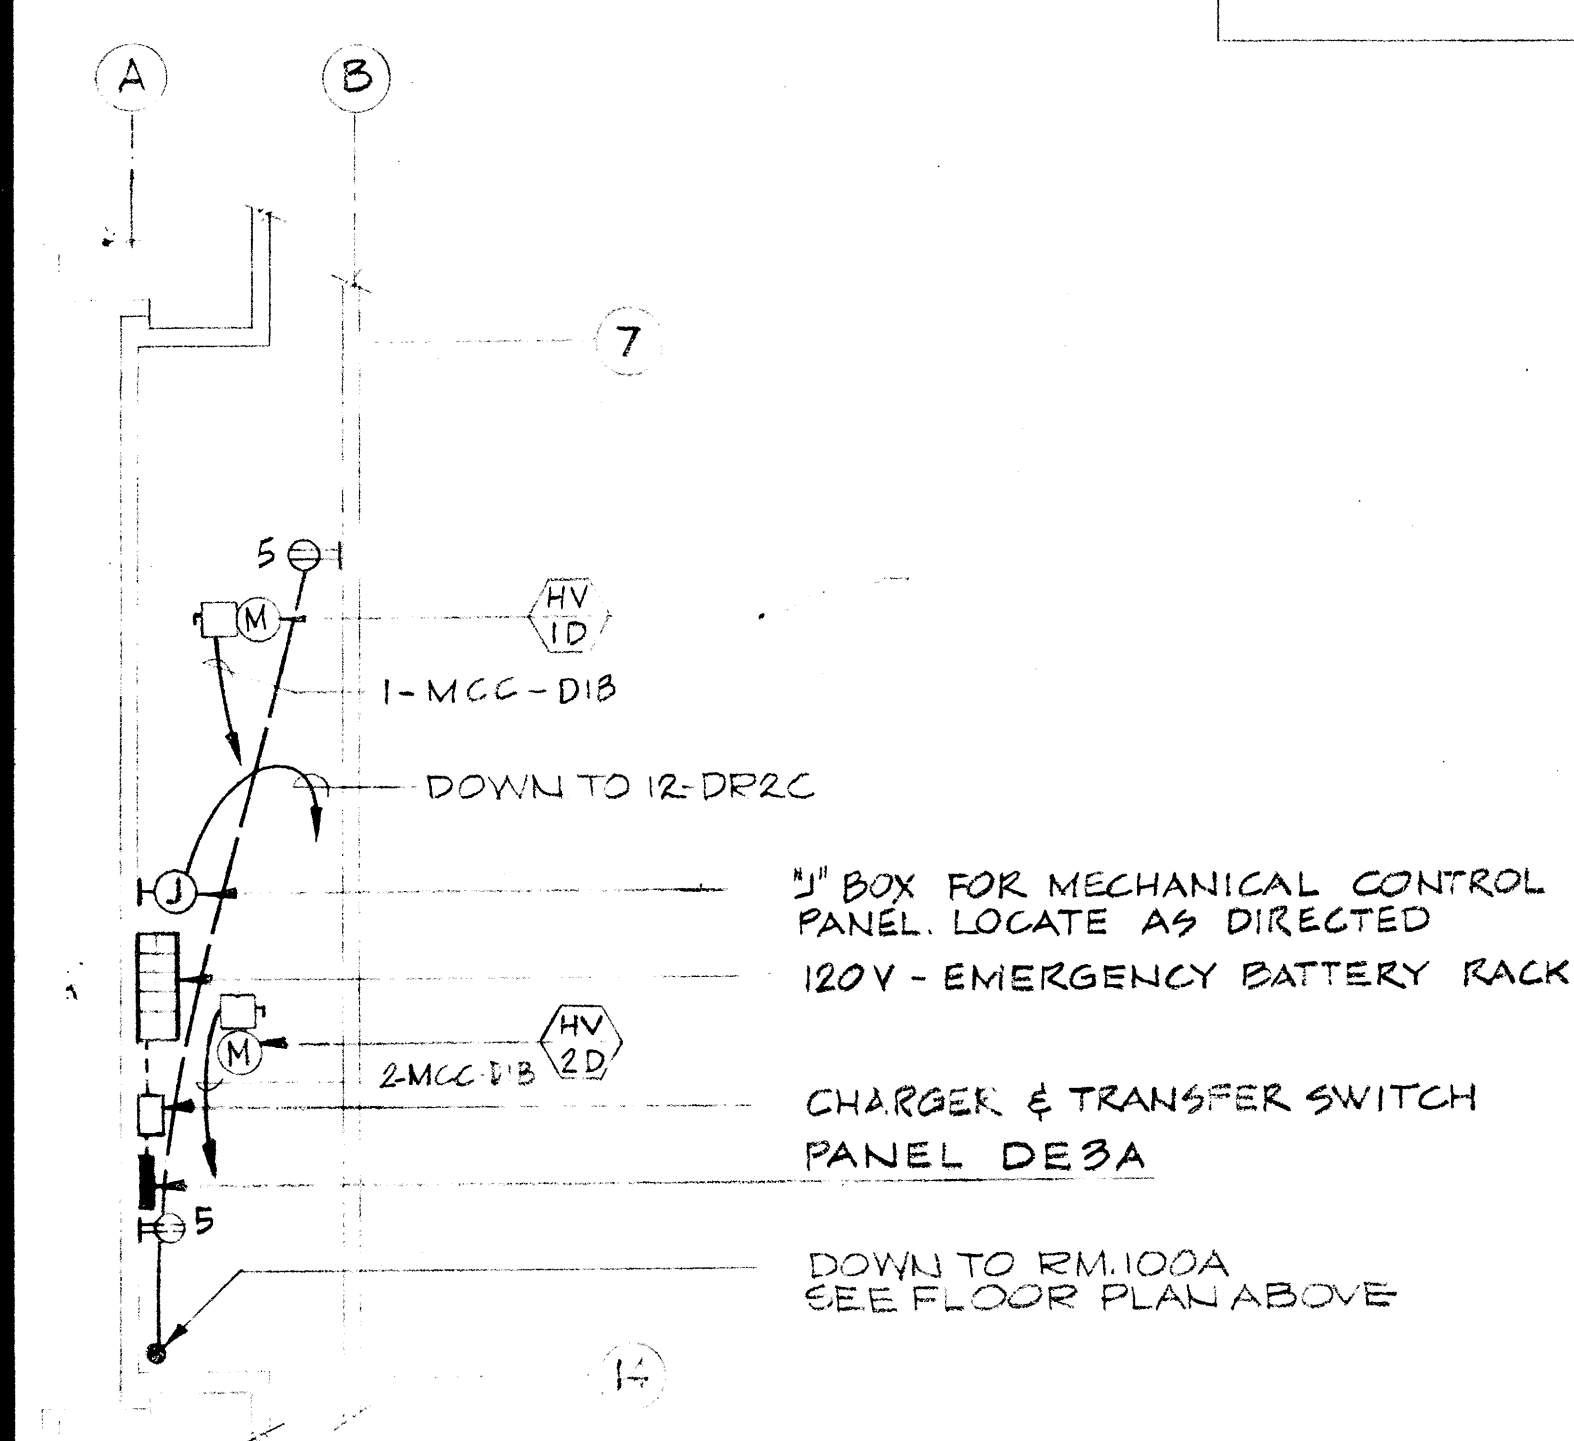 A
B
7
5
HV
1D
M
1-MCC-D1B
DOWN TO 12-DR2C
J
"J" BOX FOR MECHANICAL CONTROL
PANEL. LOCATE AS DIRECTED
120V - EMERGENCY BATTERY RACK
HV
2D
M
2-MCC-D1B
CHARGER & TRANSFER SWITCH
PANEL DE3A
5
DOWN TO RM.100A
SEE FLOOR PLAN ABOVE
14